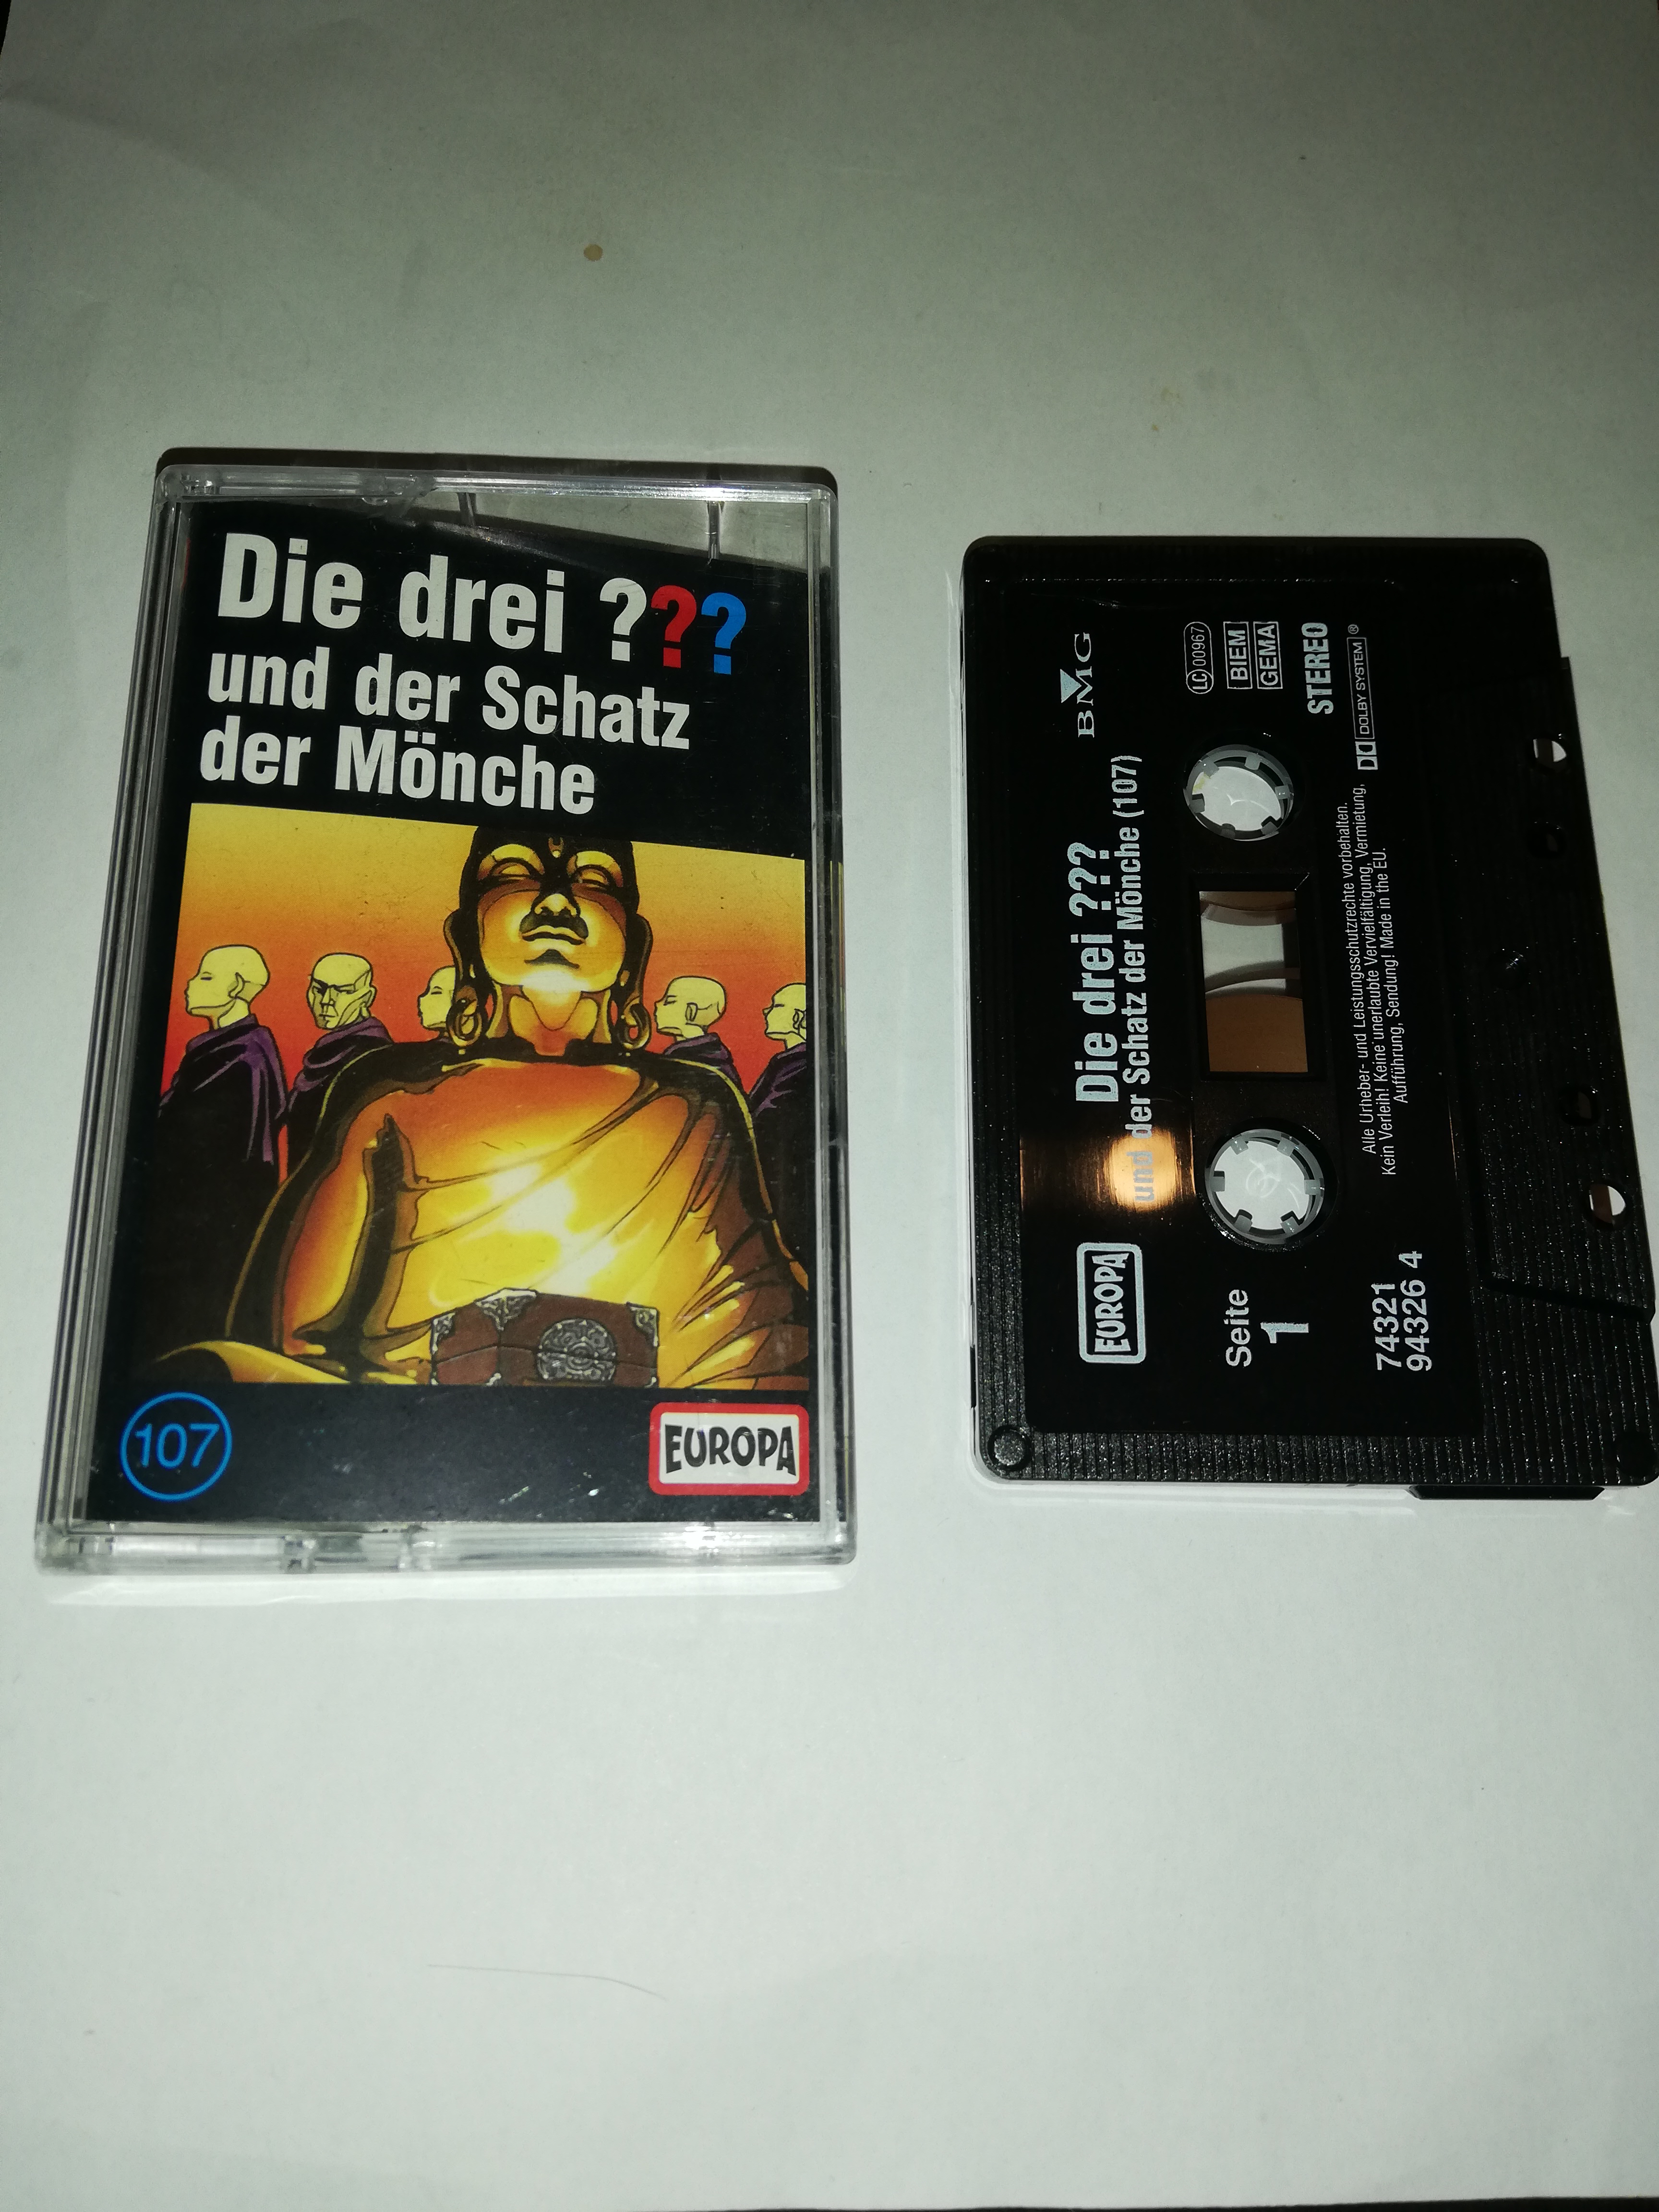 Die drei ???
und der Schatz
der Mönche
107
EUROPA
EUROPA
Die drei ???
und der Schatz der Mönche (107)
BMG
Seite
1
LC 00967
BIEM
GEMA
STEREO
DOLBY SYSTEM ®
74321
94326 4
Alle Urheber- und Leistungsschutzrechte vorbehalten.
Kein Verleih! Keine unerlaubte Vervielfältigung, Vermietung,
Aufführung, Sendung! Made in the EU.